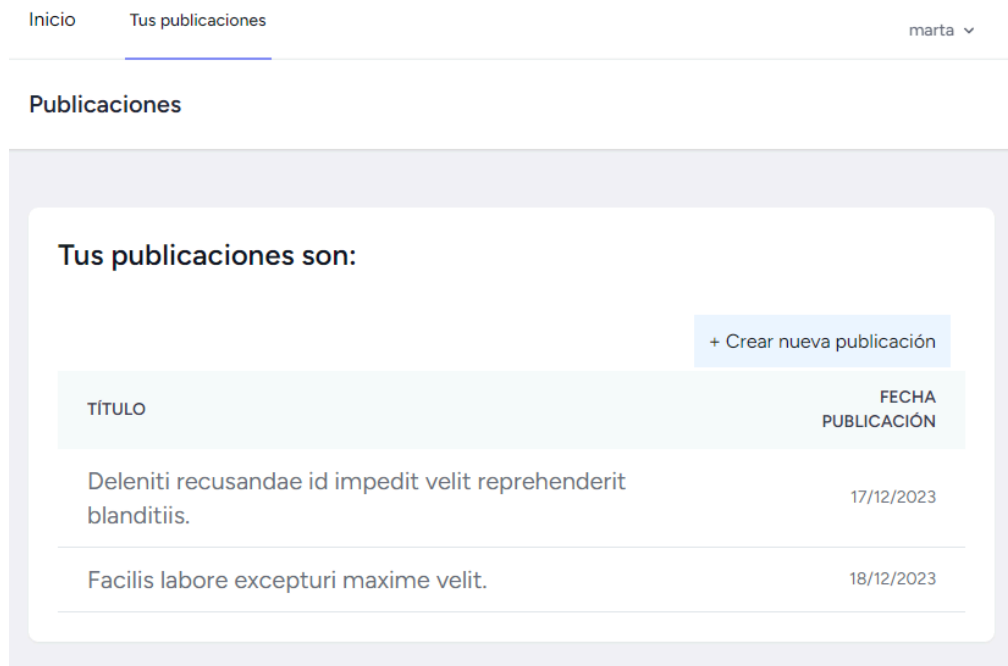 Inicio Tus publicaciones marta
Publicaciones
Tus publicaciones son:
+ Crear nueva publicación
TÍTULO FECHA
PUBLICACIÓN
Deleniti recusandae id impedit velit reprehenderit
blanditiis. 17/12/2023
Facilis labore excepturi maxime velit. 18/12/2023